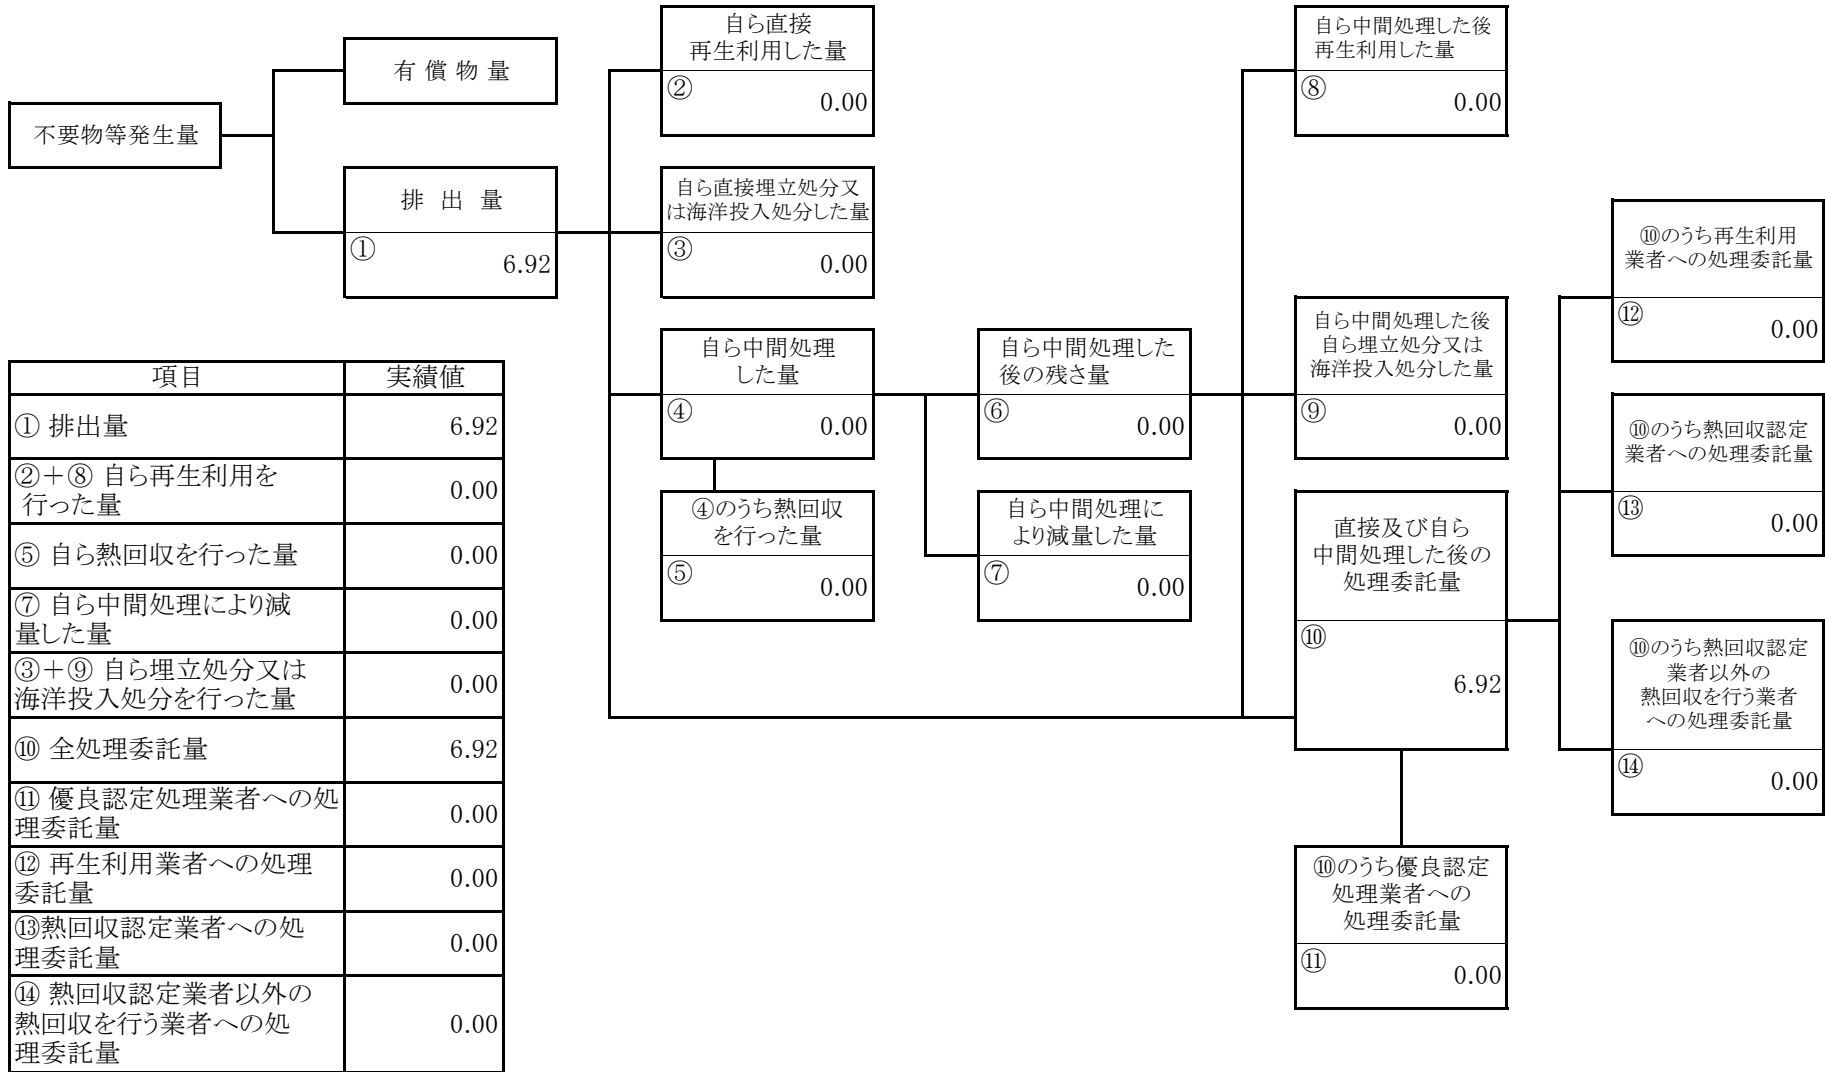 不要物等発生量
有 償 物 量
排 出 量
①
6.92
自ら直接
再生利用した量
②
0.00
自ら直接埋立処分又
は海洋投入処分した量
③
0.00
自ら中間処理
した量
④
0.00
④のうち熱回収
を行った量
⑤
0.00
自ら中間処理した
後の残さ量
⑥
0.00
自ら中間処理に
より減量した量
⑦
0.00
自ら中間処理した後
再生利用した量
⑧
0.00
自ら中間処理した後
自ら埋立処分又は
海洋投入処分した量
⑨
0.00
直接及び自ら
中間処理した後の
処理委託量
⑩
6.92
⑩のうち優良認定
処理業者への
処理委託量
⑪
0.00
⑩のうち再生利用
業者への処理委託量
⑫
0.00
⑩のうち熱回収認定
業者への処理委託量
⑬
0.00
⑩のうち熱回収認定
業者以外の
熱回収を行う業者
への処理委託量
⑭
0.00
項目 実績値
① 排出量 6.92
②＋⑧ 自ら再生利用を
行った量 0.00
⑤ 自ら熱回収を行った量 0.00
⑦ 自ら中間処理により減
量した量 0.00
③＋⑨ 自ら埋立処分又は
海洋投入処分を行った量 0.00
⑩ 全処理委託量 6.92
⑪ 優良認定処理業者への処
理委託量 0.00
⑫ 再生利用業者への処理
委託量 0.00
⑬熱回収認定業者への処
理委託量 0.00
⑭ 熱回収認定業者以外の
熱回収を行う業者への処
理委託量 0.00